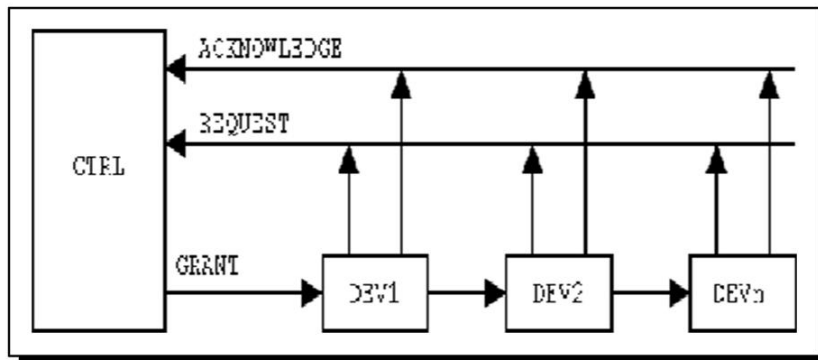 ACKNOWLEDGE
REQUEST
CTRL
GRANT
DEV1
DEV2
DEVn